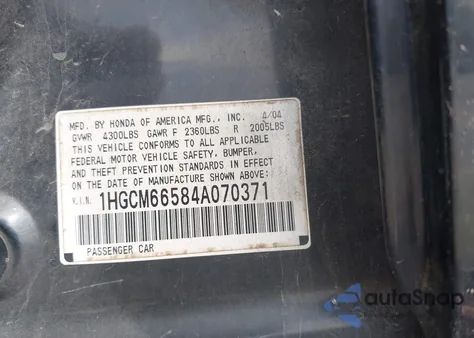 MFD. BY HONDA OF AMERICA MFG., INC. 4/04
GVWR 4300LBS GAWR F 2360LBS R 2005LBS
THIS VEHICLE CONFORMS TO ALL APPLICABLE
FEDERAL MOTOR VEHICLE SAFETY, BUMPER,
AND THEFT PREVENTION STANDARDS IN EFFECT
ON THE DATE OF MANUFACTURE SHOWN ABOVE.
V.I.N. 1HGCM66584A070371
PASSENGER CAR
autoSnap